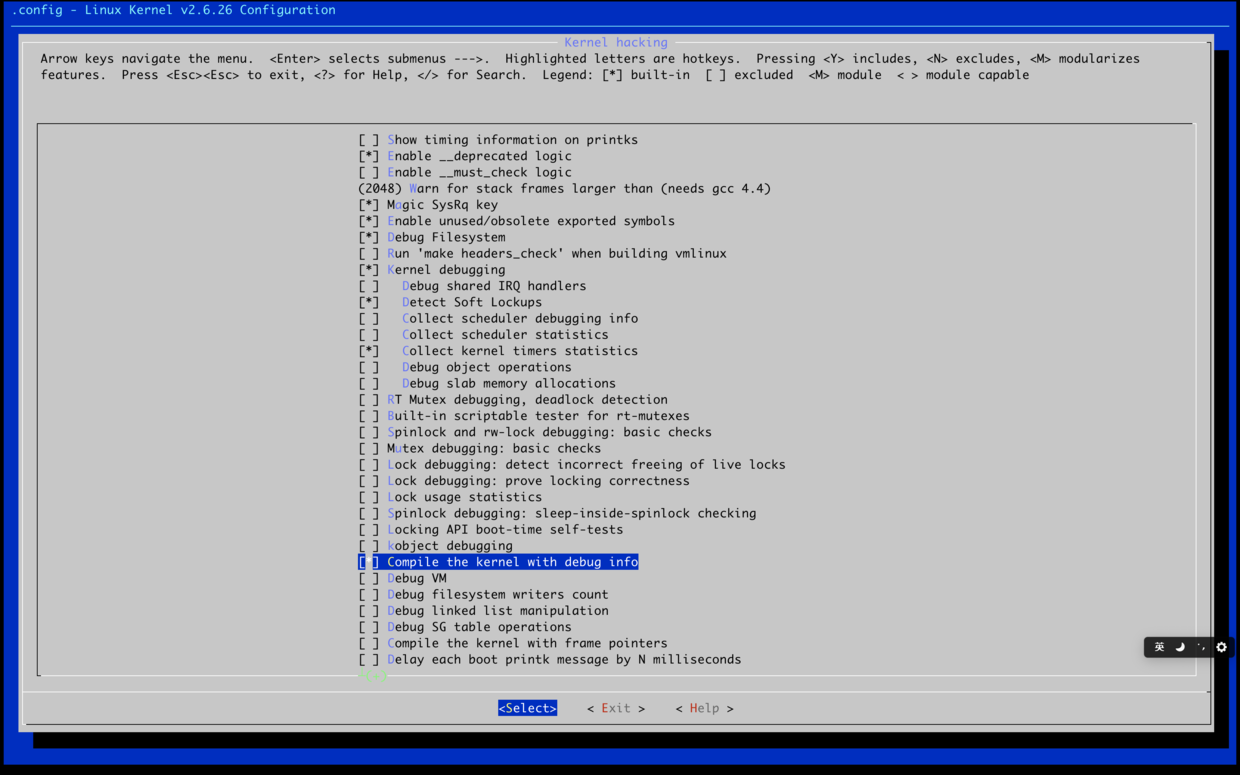 .config - Linux Kernel v2.6.26 Configuration
Kernel hacking
Arrow keys navigate the menu.  <Enter> selects submenus --->.  Highlighted letters are hotkeys.  Pressing <Y> includes, <N> excludes, <M> modularizes
features.  Press <Esc><Esc> to exit, <?> for Help, </> for Search.  Legend: [*] built-in  [ ] excluded  <M> module  < > module capable
[ ] Show timing information on printks
[*] Enable __deprecated logic
[ ] Enable __must_check logic
(2048) Warn for stack frames larger than (needs gcc 4.4)
[*] Magic SysRq key
[*] Enable unused/obsolete exported symbols
[*] Debug Filesystem
[ ] Run 'make headers_check' when building vmlinux
[*] Kernel debugging
[ ]   Debug shared IRQ handlers
[*]   Detect Soft Lockups
[ ]   Collect scheduler debugging info
[ ]   Collect scheduler statistics
[*]   Collect kernel timers statistics
[ ]   Debug object operations
[ ]   Debug slab memory allocations
[ ] RT Mutex debugging, deadlock detection
[ ] Built-in scriptable tester for rt-mutexes
[ ] Spinlock and rw-lock debugging: basic checks
[ ] Mutex debugging: basic checks
[ ] Lock debugging: detect incorrect freeing of live locks
[ ] Lock debugging: prove locking correctness
[ ] Lock usage statistics
[ ] Spinlock debugging: sleep-inside-spinlock checking
[ ] Locking API boot-time self-tests
[ ] kobject debugging
[*] Compile the kernel with debug info
[ ] Debug VM
[ ] Debug filesystem writers count
[ ] Debug linked list manipulation
[ ] Debug SG table operations
[ ] Compile the kernel with frame pointers
[ ] Delay each boot printk message by N milliseconds
英
<Select>    < Exit >    < Help >